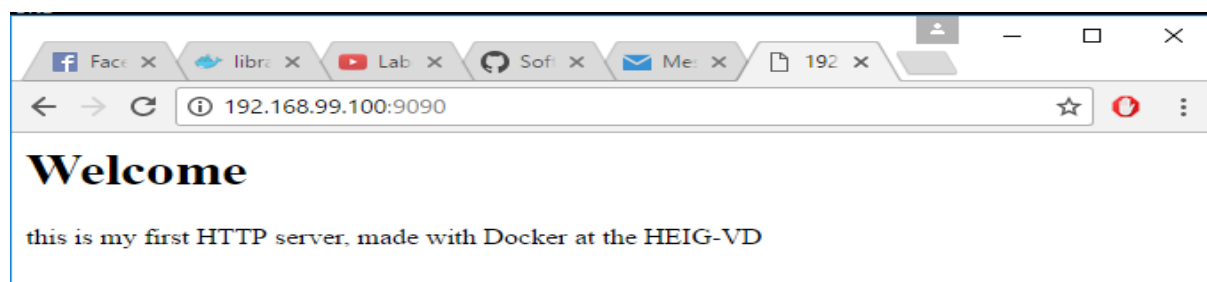 Face libra Lab Soft Mes 192
192.168.99.100:9090
Welcome
this is my first HTTP server, made with Docker at the HEIG-VD